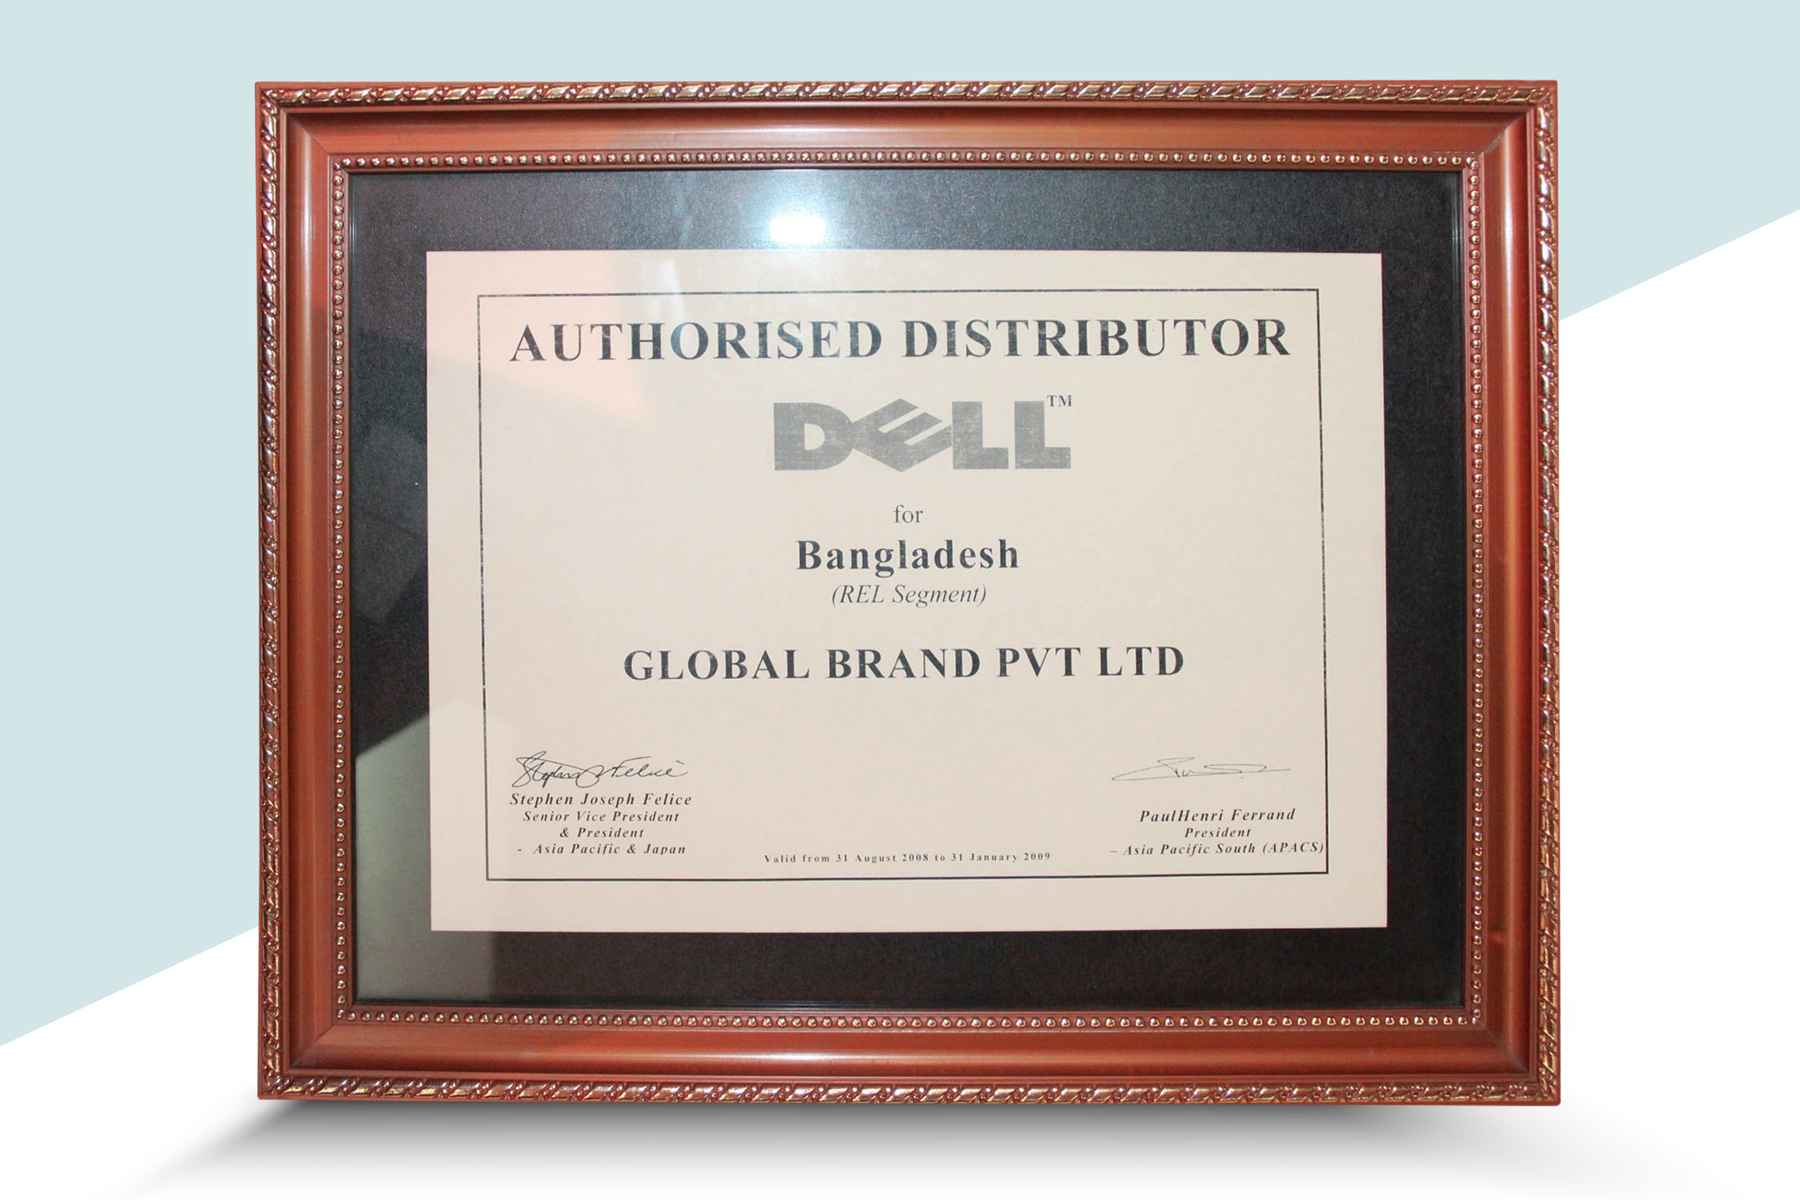 AUTHORISED DISTRIBUTOR
DELL™
for
Bangladesh
(REL Segment)
GLOBAL BRAND PVT LTD
Stephen Joseph Felice
Senior Vice President
& President
- Asia Pacific & Japan
Valid from 31 August 2008 to 31 January 2009
PaulHenri Ferrand
President
– Asia Pacific South (APACS)